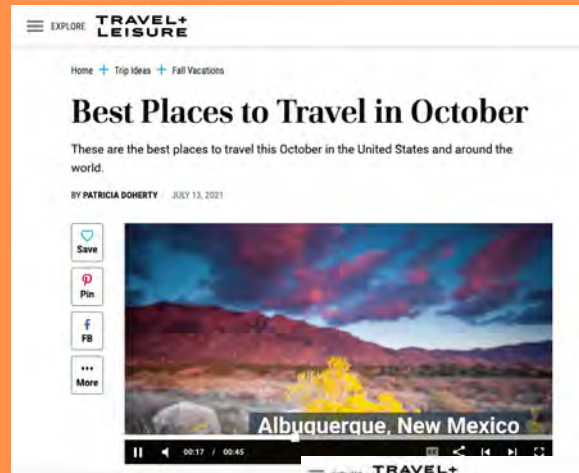 EXPLORE TRAVEL+
LEISURE
Home + Trip Ideas + Fall Vacations
Best Places to Travel in October
These are the best places to travel this October in the United States and around the
world.
BY PATRICIA DOHERTY JULY 13, 2021
Save
Pin
FB
More
Albuquerque, New Mexico
00:17 / 00:45
TRAVEL+